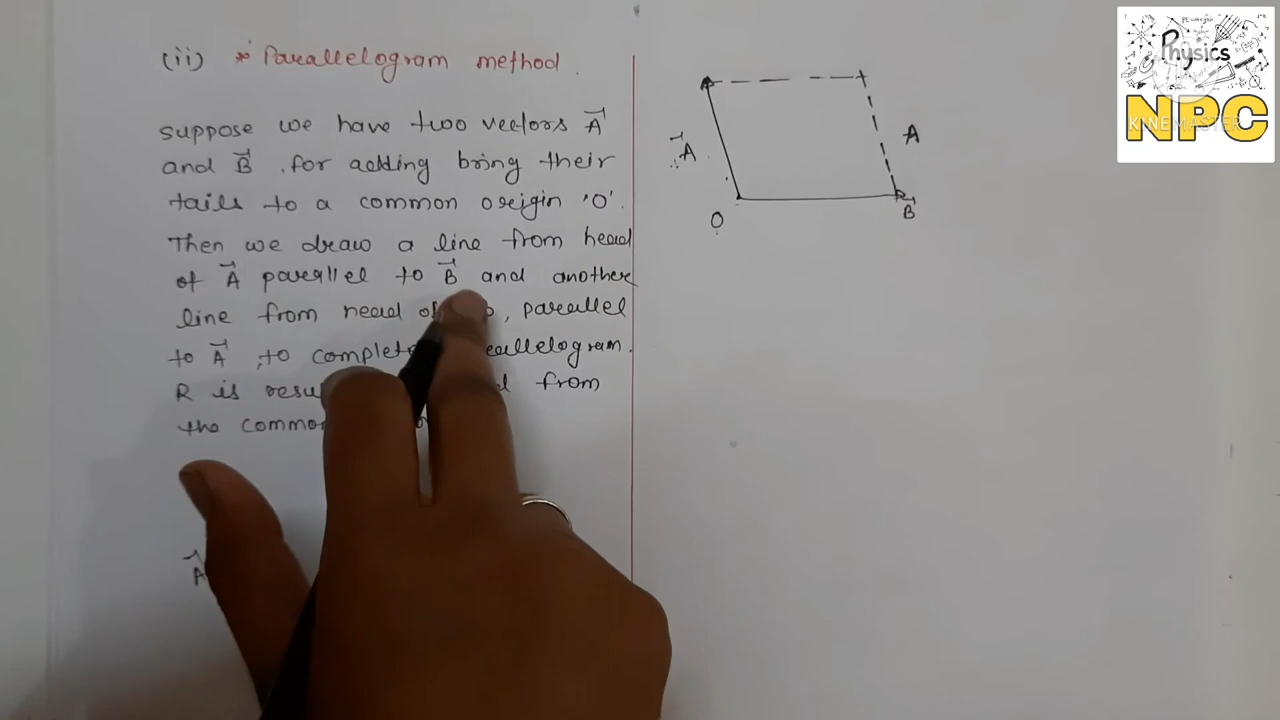 (ii) * Parallelogram method.
suppose we have two vectors A⃗
and B⃗ . for adding bring their
tails to a common origin 'O'.
Then we draw a line from head
of A⃗ parallel to B⃗ and another
line from head of , parallel
to A⃗ , to complete
R is from
the common
A⃗
A⃗
A
O
B⃗
Physics
NPC
KINEMASTER